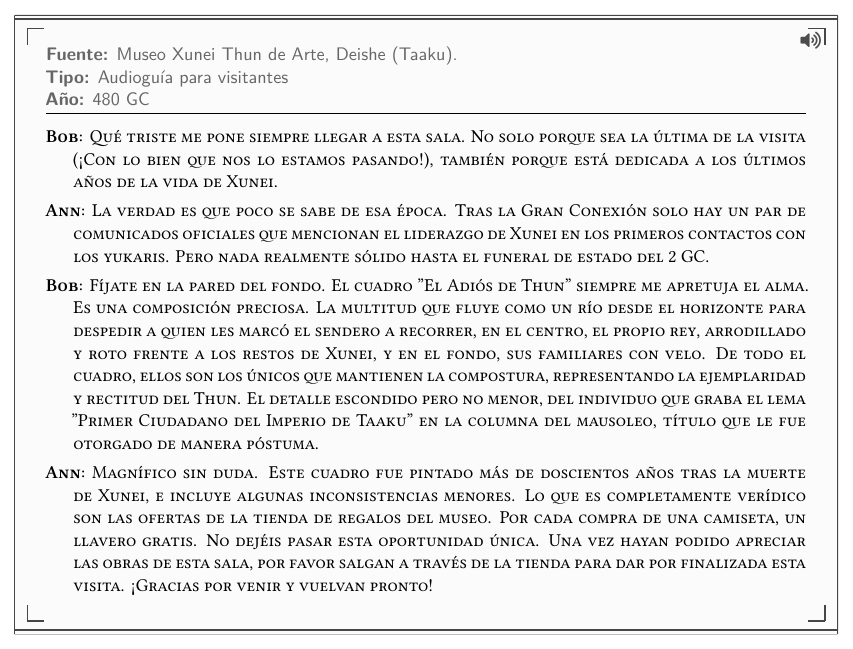 Fuente: Museo Xunei Thun de Arte, Deishe (Taaku).
Tipo: Audioguía para visitantes
Año: 480 GC
Bob: Qué triste me pone siempre llegar a esta sala. No solo porque sea la última de la visita
(¡Con lo bien que nos lo estamos pasando!), también porque está dedicada a los últimos
años de la vida de Xunei.
Ann: La verdad es que poco se sabe de esa época. Tras la Gran Conexión solo hay un par de
comunicados oficiales que mencionan el liderazgo de Xunei en los primeros contactos con
los yukaris. Pero nada realmente sólido hasta el funeral de estado del 2 GC.
Bob: Fíjate en la pared del fondo. El cuadro "El Adiós de Thun" siempre me apretuja el alma.
Es una composición preciosa. La multitud que fluye como un río desde el horizonte para
despedir a quien les marcó el sendero a recorrer, en el centro, el propio rey, arrodillado
y roto frente a los restos de Xunei, y en el fondo, sus familiares con velo. De todo el
cuadro, ellos son los únicos que mantienen la compostura, representando la ejemplaridad
y rectitud del Thun. El detalle escondido pero no menor, del individuo que graba el lema
"Primer Ciudadano del Imperio de Taaku" en la columna del mausoleo, título que le fue
otorgado de manera póstuma.
Ann: Magnífico sin duda. Este cuadro fue pintado más de doscientos años tras la muerte
de Xunei, e incluye algunas inconsistencias menores. Lo que es completamente verídico
son las ofertas de la tienda de regalos del museo. Por cada compra de una camiseta, un
llavero gratis. No dejéis pasar esta oportunidad única. Una vez hayan podido apreciar
las obras de esta sala, por favor salgan a través de la tienda para dar por finalizada esta
visita. ¡Gracias por venir y vuelvan pronto!